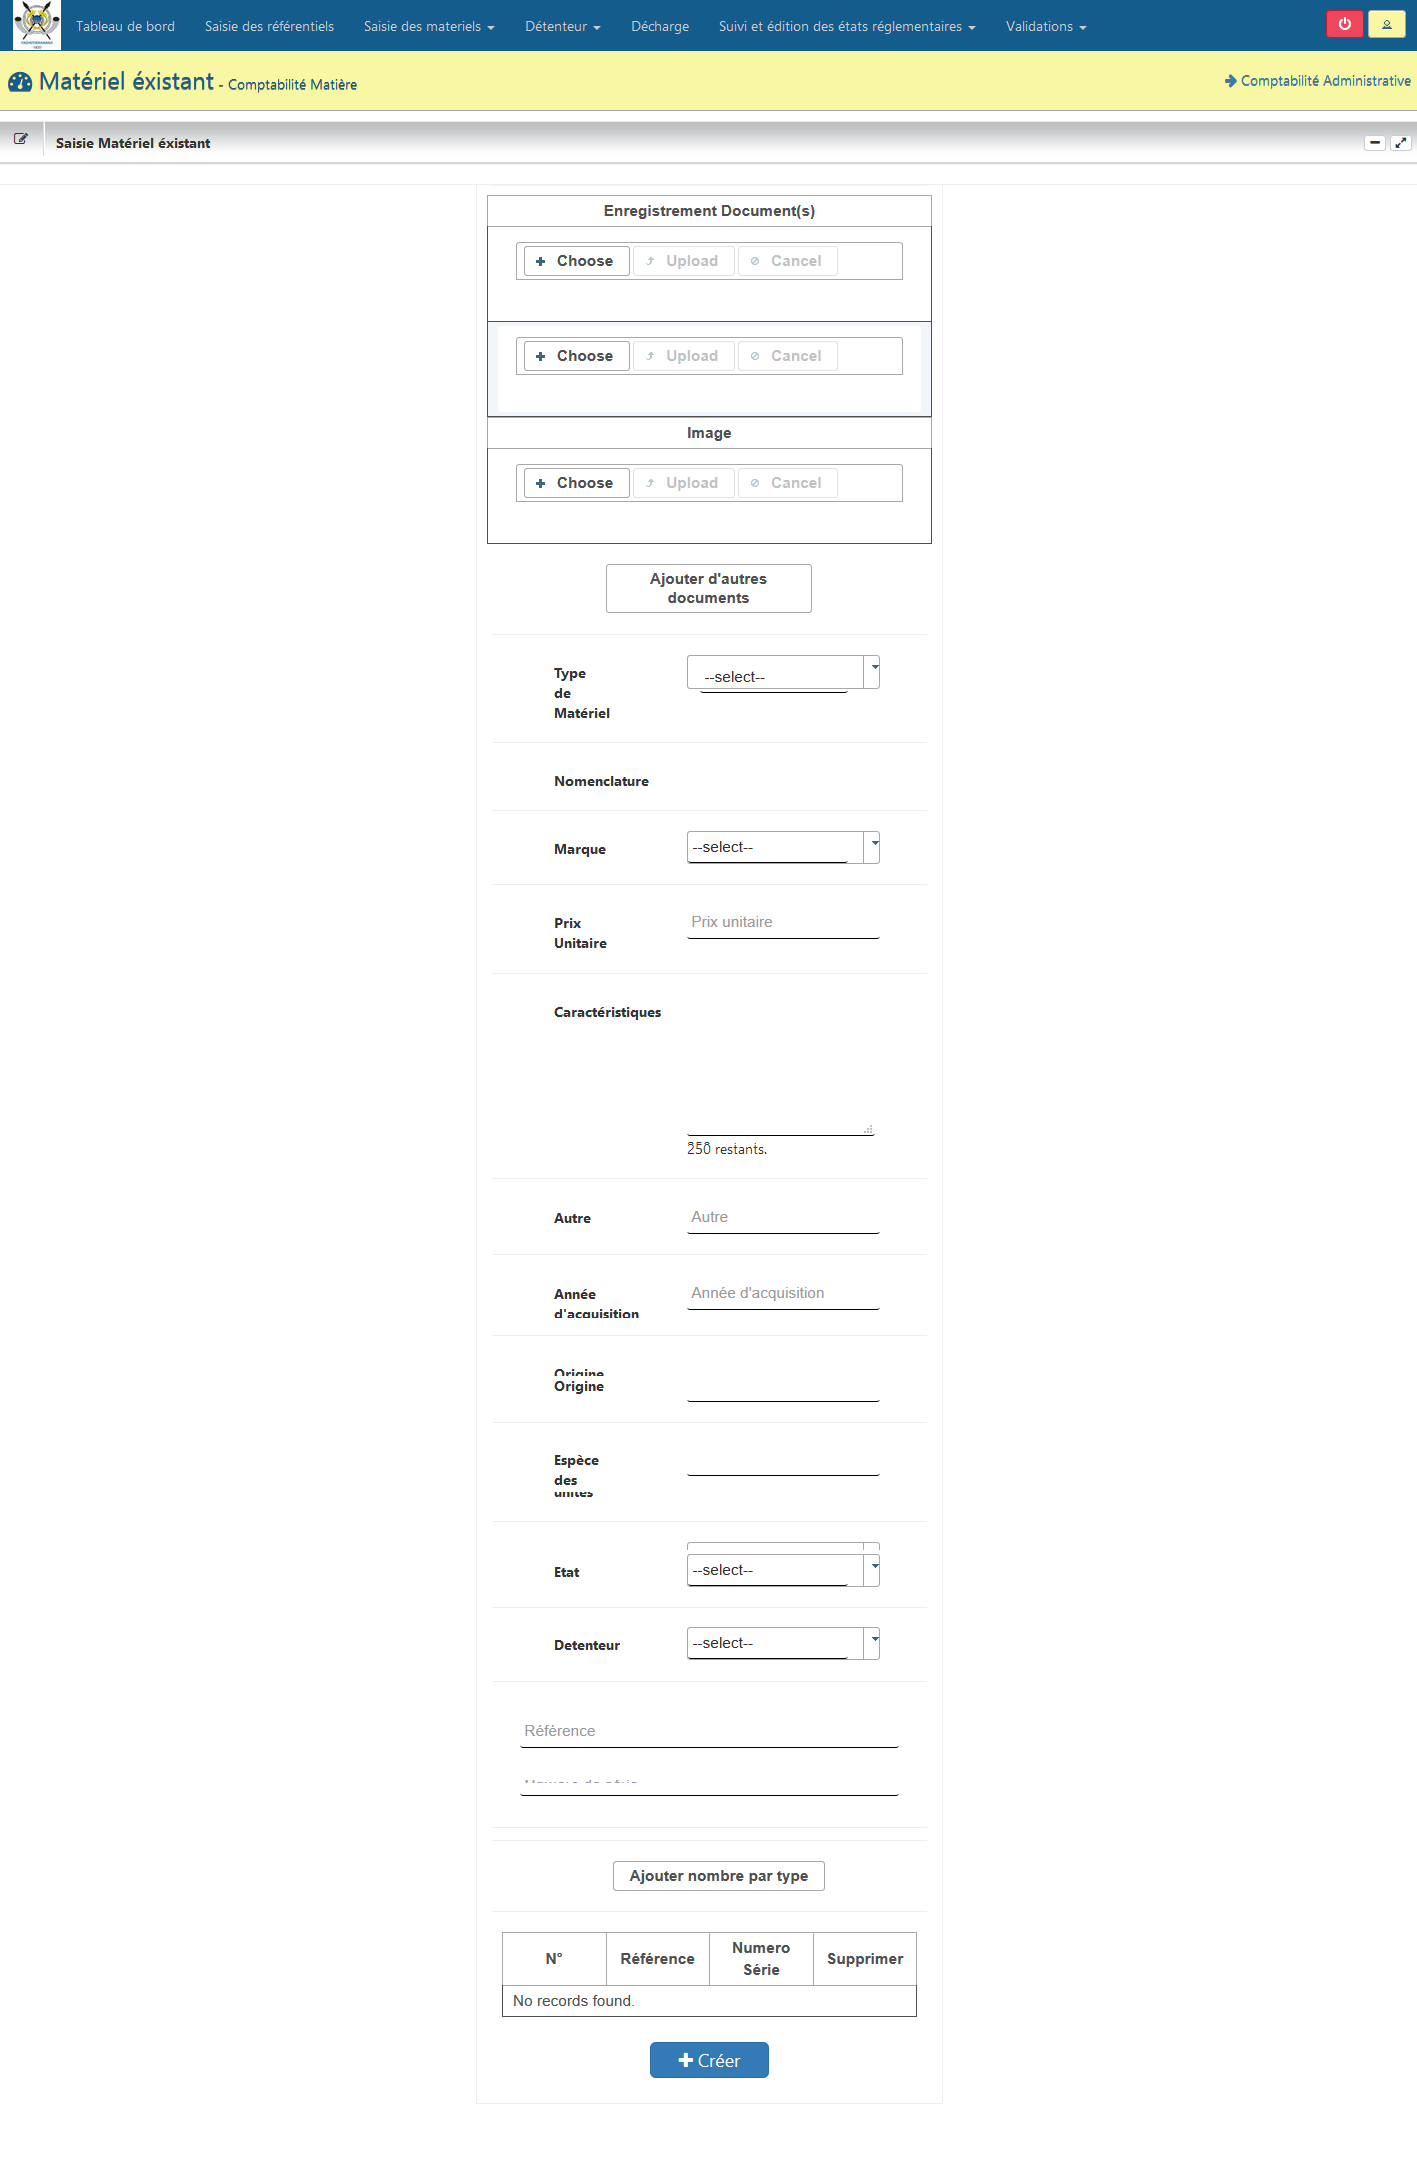 Tableau de bord Saisie des référentiels Saisie des materiels Détenteur Décharge Suivi et édition des états réglementaires Validations
Matériel éxistant - Comptabilité Matière
Comptabilité Administrative
Saisie Matériel éxistant
Enregistrement Document(s)
Choose Upload Cancel
Choose Upload Cancel
Image
Choose Upload Cancel
Ajouter d'autres
documents
Type
de
Matériel
--select--
Nomenclature
Marque
--select--
Prix
Unitaire
Prix unitaire
Caractéristiques
250 restants.
Autre
Autre
Année
d'acquisition
Année d'acquisition
Origine
Origine
Espèce
des
unités
Etat
--select--
Detenteur
--select--
Référence
Ajouter nombre par type
N° Référence Numero Série Supprimer
No records found.
Créer